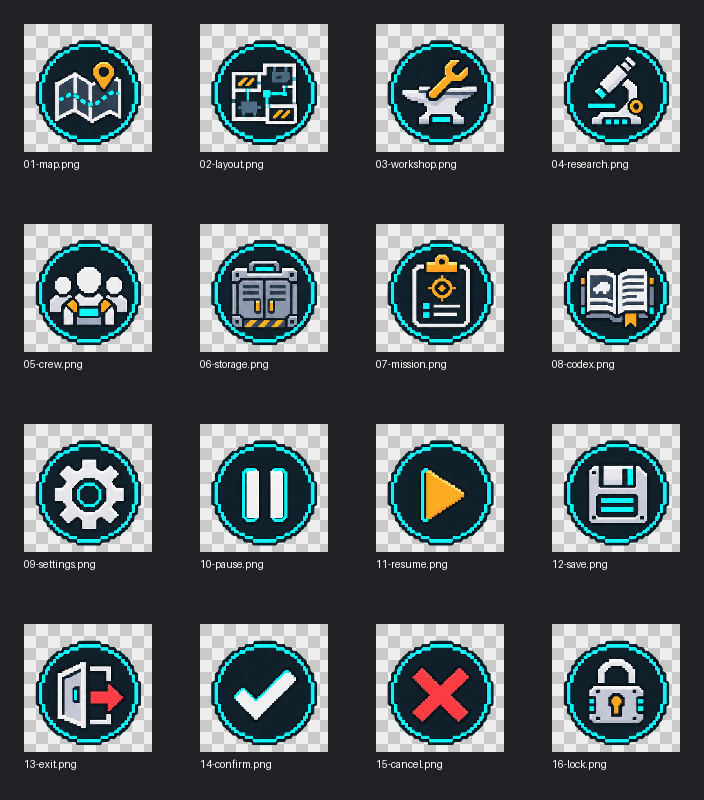 01-map.png
02-layout.png
03-workshop.png
04-research.png
05-crew.png
06-storage.png
07-mission.png
08-codex.png
09-settings.png
10-pause.png
11-resume.png
12-save.png
13-exit.png
14-confirm.png
15-cancel.png
16-lock.png